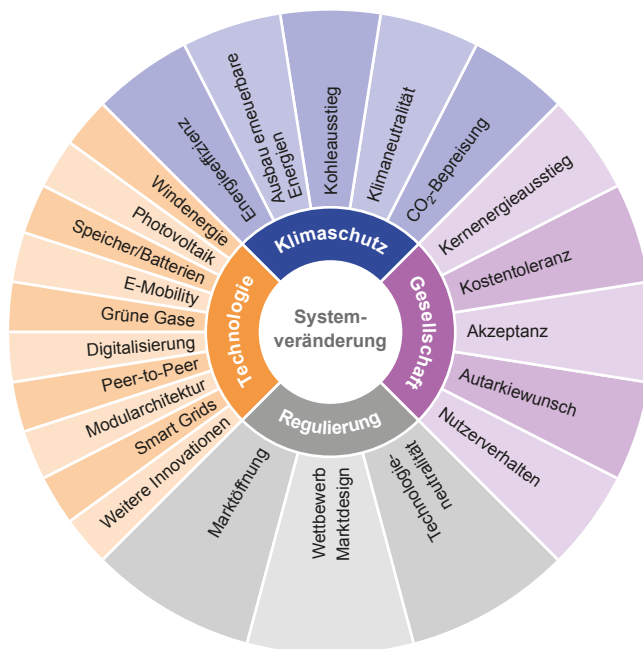 System-
veränderung
Klimaschutz
Energieeffizienz
Ausbau erneuerbare
Energien
Kohleausstieg
Klimaneutralität
CO₂-Bepreisung
Gesellschaft
Kernenergieausstieg
Kostentoleranz
Akzeptanz
Autarkiewunsch
Nutzerverhalten
Regulierung
Technologie-
neutralität
Wettbewerb
Marktdesign
Marktöffnung
Technologie
Windenergie
Photovoltaik
Speicher/Batterien
E-Mobility
Grüne Gase
Digitalisierung
Peer-to-Peer
Modularchitektur
Smart Grids
Weitere Innovationen